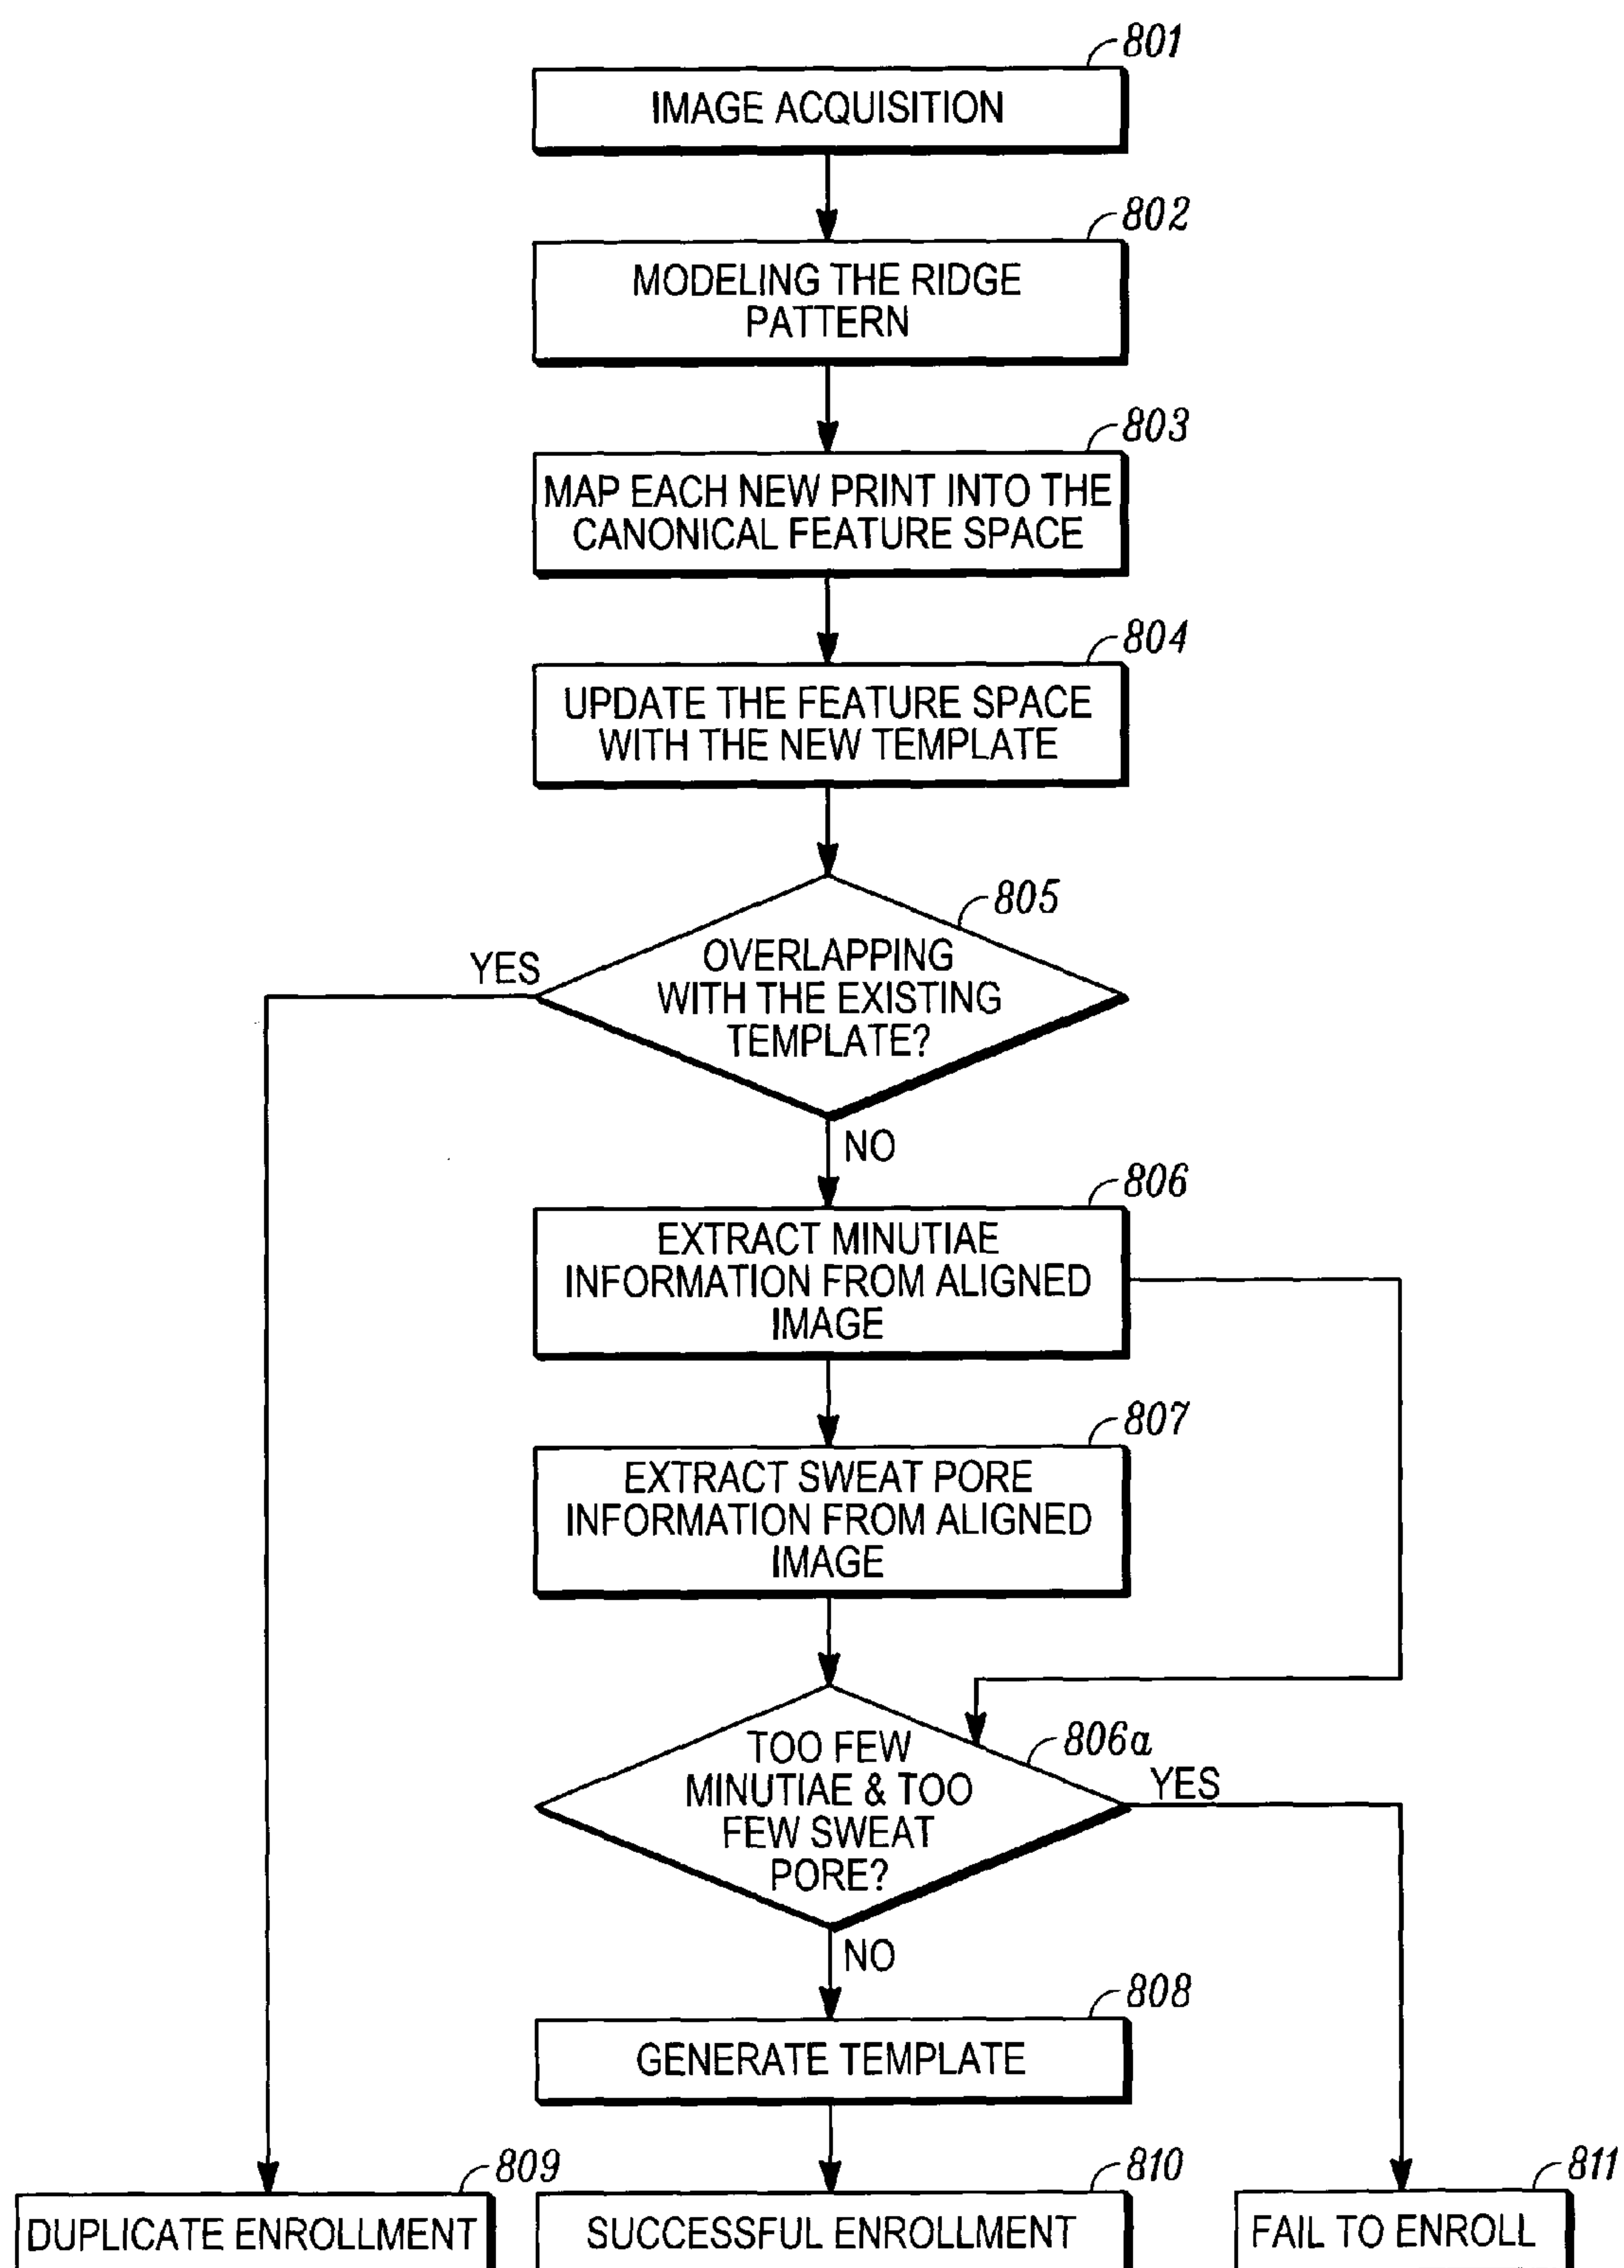 801
IMAGE ACQUISITION
802
MODELING THE RIDGE
PATTERN
803
MAP EACH NEW PRINT INTO THE
CANONICAL FEATURE SPACE
804
UPDATE THE FEATURE SPACE
WITH THE NEW TEMPLATE
805
YES
OVERLAPPING
WITH THE EXISTING
TEMPLATE?
NO
806
EXTRACT MINUTIAE
INFORMATION FROM ALIGNED
IMAGE
807
EXTRACT SWEAT PORE
INFORMATION FROM ALIGNED
IMAGE
806a
TOO FEW
MINUTIAE & TOO
FEW SWEAT
PORE?
YES
NO
808
GENERATE TEMPLATE
809
DUPLICATE ENROLLMENT
810
SUCCESSFUL ENROLLMENT
811
FAIL TO ENROLL